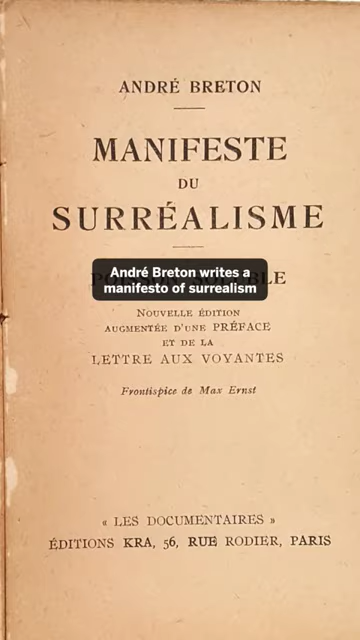 ANDRÉ BRETON
MANIFESTE
DU
SURRÉALISME
André Breton writes a
manifesto of surrealism
NOUVELLE ÉDITION
AUGMENTÉE D'UNE PRÉFACE
ET DE LA
LETTRE AUX VOYANTES
Frontispice de Max Ernst
« LES DOCUMENTAIRES »
ÉDITIONS KRA, 56, RUE RODIER, PARIS